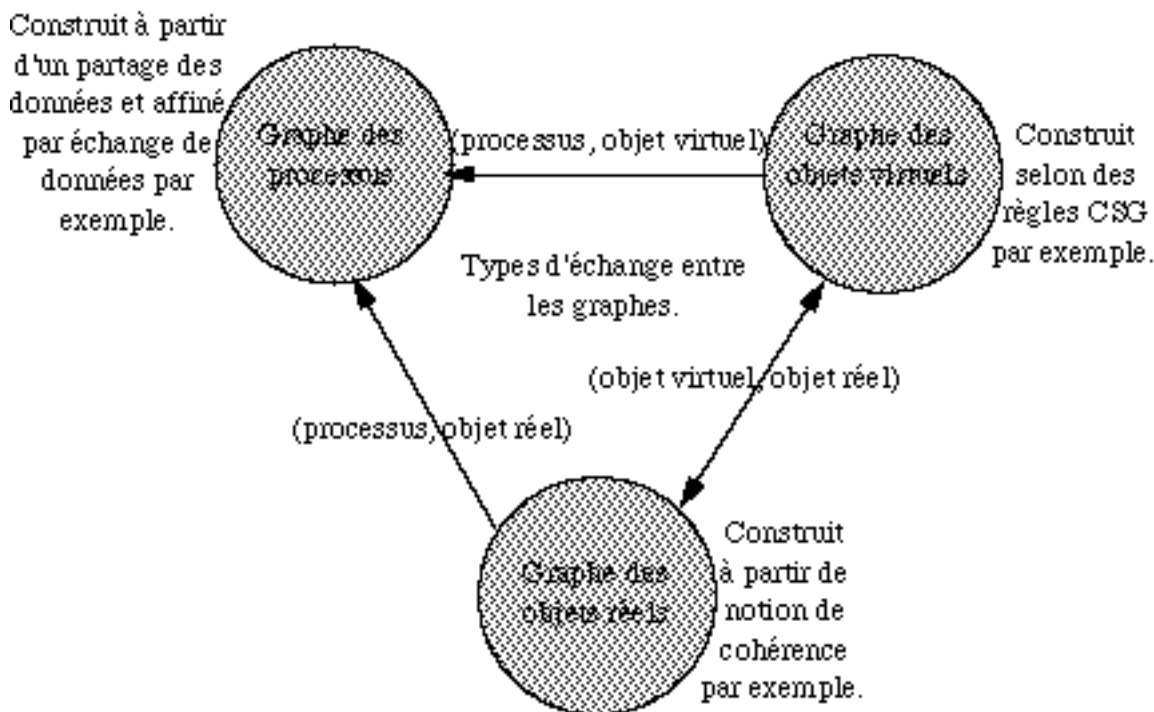 Construit à partir
d'un partage des
données et affiné
par échange de
données par
exemple.
Graphe des
processus
(processus, objet virtuel)
Graphe des
objets virtuels
Construit
selon des
règles CSG
par exemple.
Types d'échange entre
les graphes.
(objet virtuel, objet réel)
(processus, objet réel)
Graphe des
objets réels
Construit
à partir de
notion de
cohérence
par exemple.